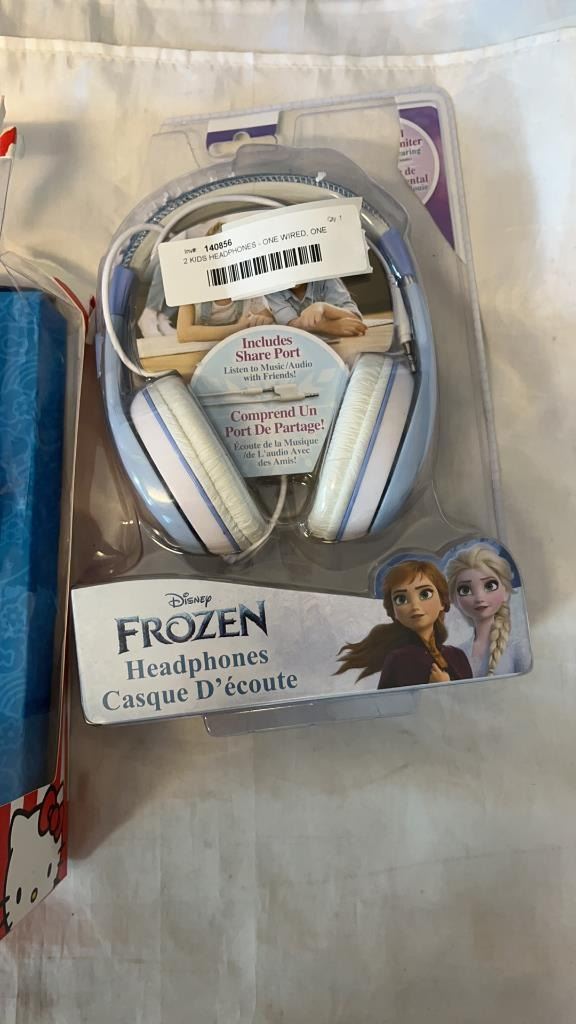 Inv#: 140856
Qty. 1
2 KIDS HEADPHONES - ONE WIRED, ONE
Includes
Share Port
Listen to Music/Audio
with Friends!
Comprend Un
Port De Partage!
Écoute de la Musique
/de L'audio Avec
des Amis!
Disney
FROZEN
Headphones
Casque D'écoute